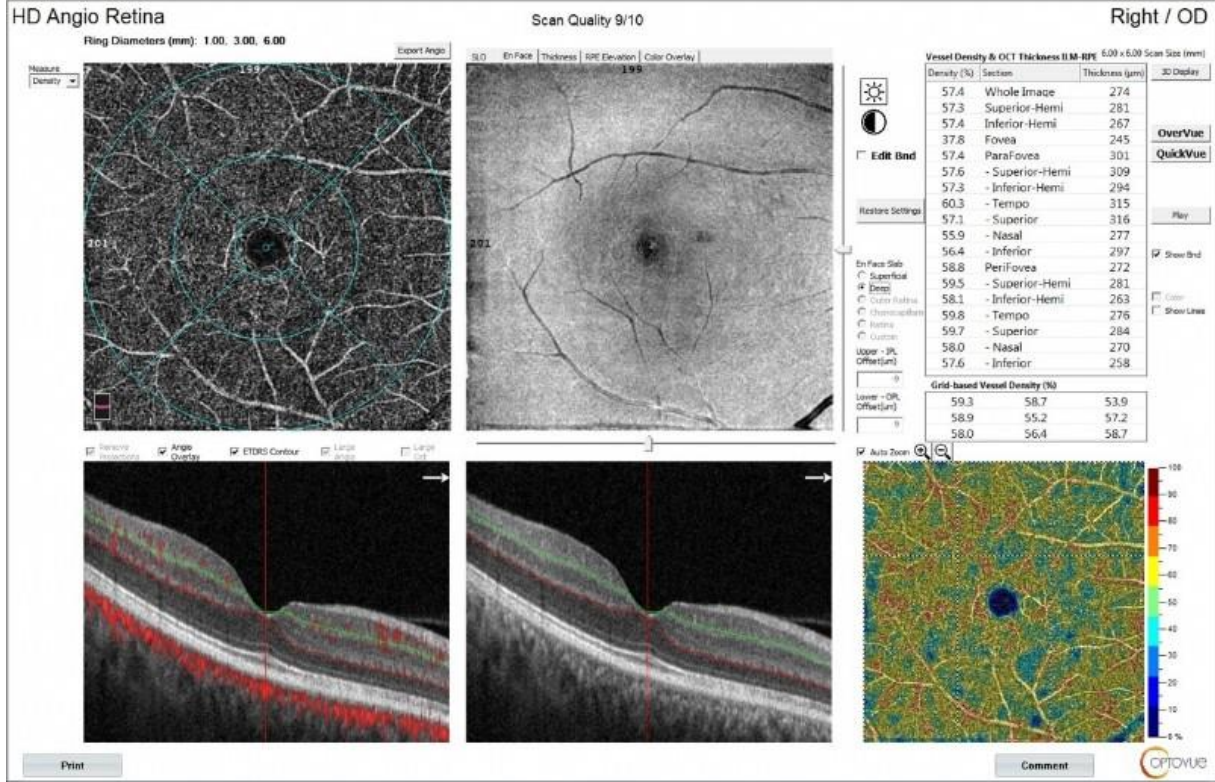 HD Angio Retina
Scan Quality 9/10
Right / OD
Ring Diameters (mm): 1.00, 3.00, 6.00
Export Angio
Measure
Density
199
201
SLO En Face Thickness RPE Elevation Color Overlay
199
201
Edit Bnd
Restore Settings
En Face Slab
Superficial
Deep
Outer Retina
Choriocapillaris
Retina
Custom
Upper - IPL
Offset(um)
0
Lower - OPL
Offset(um)
0
Vessel Density & OCT Thickness ILM-RPE 6.00 x 6.00 Scan Size (mm)
Density (%) Section Thickness (µm)
57.4 Whole Image 274
57.3 Superior-Hemi 281
57.4 Inferior-Hemi 267
37.8 Fovea 245
57.4 ParaFovea 301
57.6 - Superior-Hemi 309
57.3 - Inferior-Hemi 294
60.3 - Tempo 315
57.1 - Superior 316
55.9 - Nasal 277
56.4 - Inferior 297
58.8 PeriFovea 272
59.5 - Superior-Hemi 281
58.1 - Inferior-Hemi 263
59.8 - Tempo 276
59.7 - Superior 284
58.0 - Nasal 270
57.6 - Inferior 258
Grid-based Vessel Density (%)
59.3 58.7 53.9
58.9 55.2 57.2
58.0 56.4 58.7
3D Display
OverVue
QuickVue
Play
Show Bnd
Color
Show Lines
Remove
Projections
Angio
Overlay
ETDRS Contour
Large
Angio
Large
Oct
Auto Zoom
100
90
80
70
60
50
40
30
20
10
0 %
Print
Comment
OPTOVUE